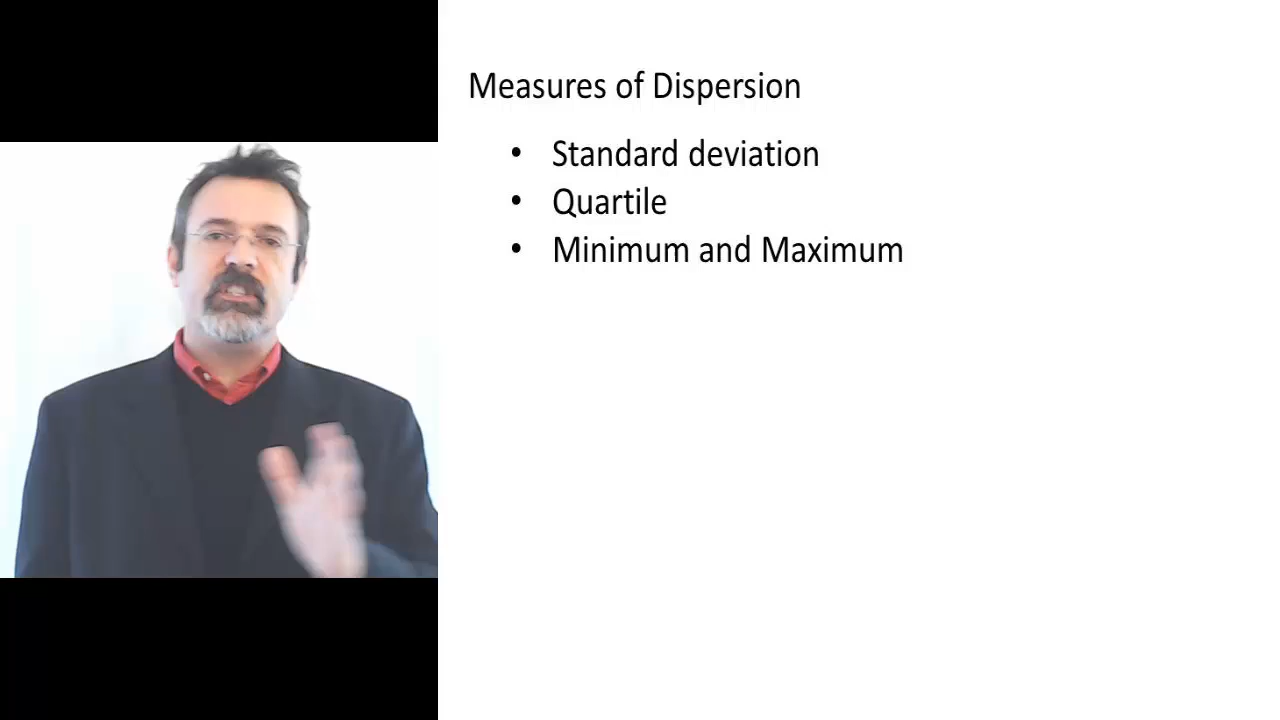 Measures of Dispersion
• Standard deviation
• Quartile
• Minimum and Maximum